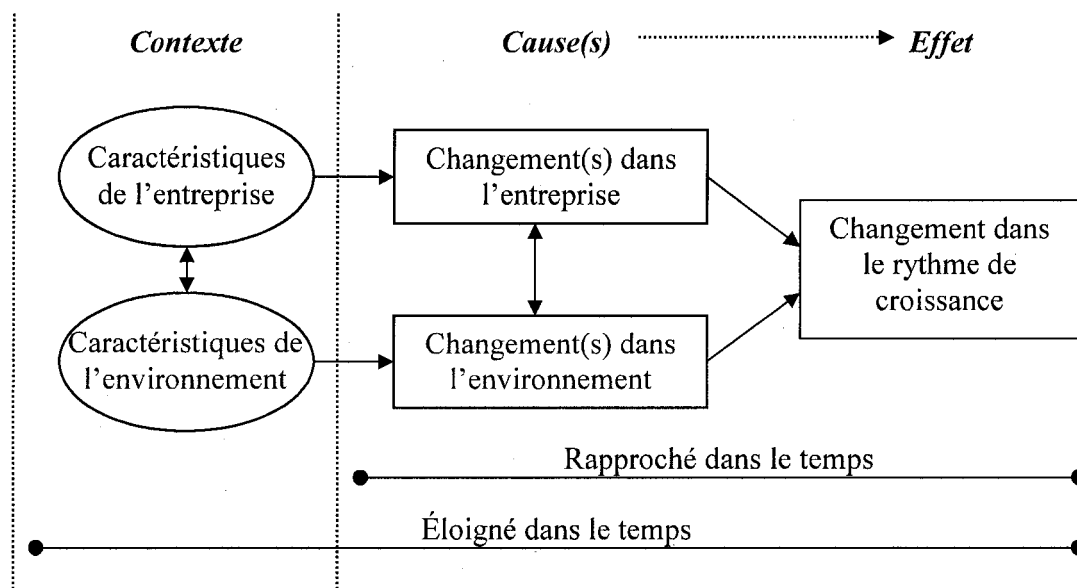 Contexte
Cause(s)
Effet
Caractéristiques
de l'entreprise
Changement(s) dans
l'entreprise
Changement dans
le rythme de
croissance
Caractéristiques de
l'environnement
Changement(s) dans
l'environnement
Rapproché dans le temps
Éloigné dans le temps